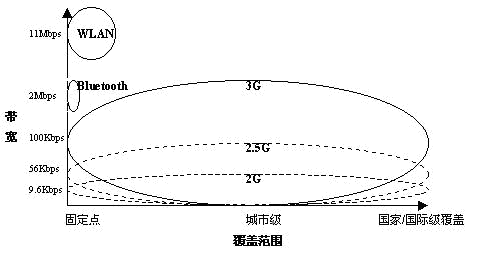 11Mbps
WLAN
Bluetooth
3G
2Mbps
带
宽
100Kbps
2.5G
56Kbps
2G
9.6Kbps
固定点
城市级
国家/国际级覆盖
覆盖范围